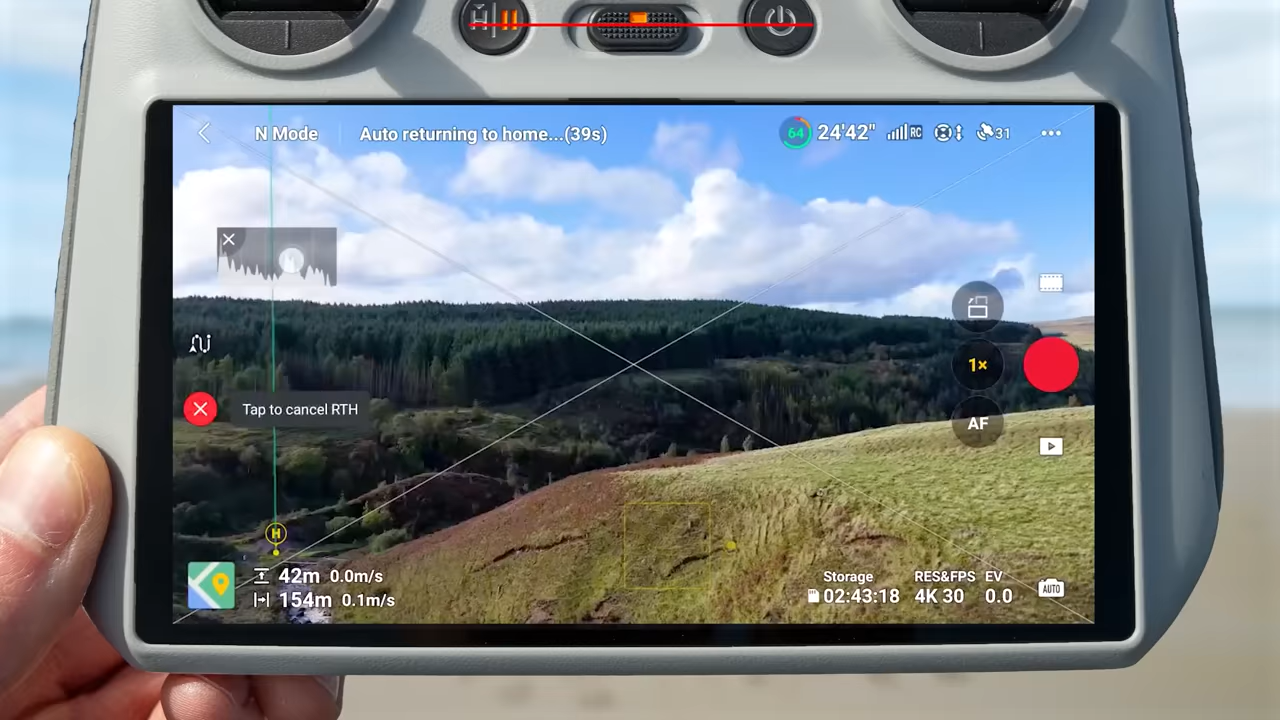 H
N Mode
Auto returning to home...(39s)
64
24'42"
RC
31
1×
Tap to cancel RTH
AF
H
42m 0.0m/s
154m 0.1m/s
Storage
02:43:18
RES&FPS
4K 30
EV
0.0
AUTO